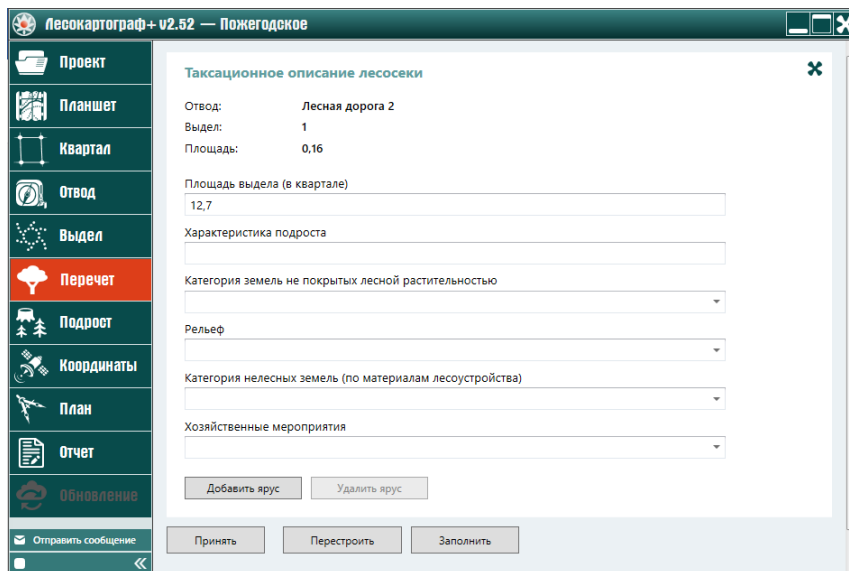 Лесокартограф+ v2.52 — Пожегодское
Проект
Планшет
Квартал
Отвод
Выдел
Перечет
Подрост
Координаты
План
Отчет
Обновление
Отправить сообщение
Таксационное описание лесосеки
Отвод: Лесная дорога 2
Выдел: 1
Площадь: 0,16
Площадь выдела (в квартале)
12,7
Характеристика подроста
Категория земель не покрытых лесной растительностью
Рельеф
Категория нелесных земель (по материалам лесоустройства)
Хозяйственные мероприятия
Добавить ярус Удалить ярус
Принять Перестроить Заполнить